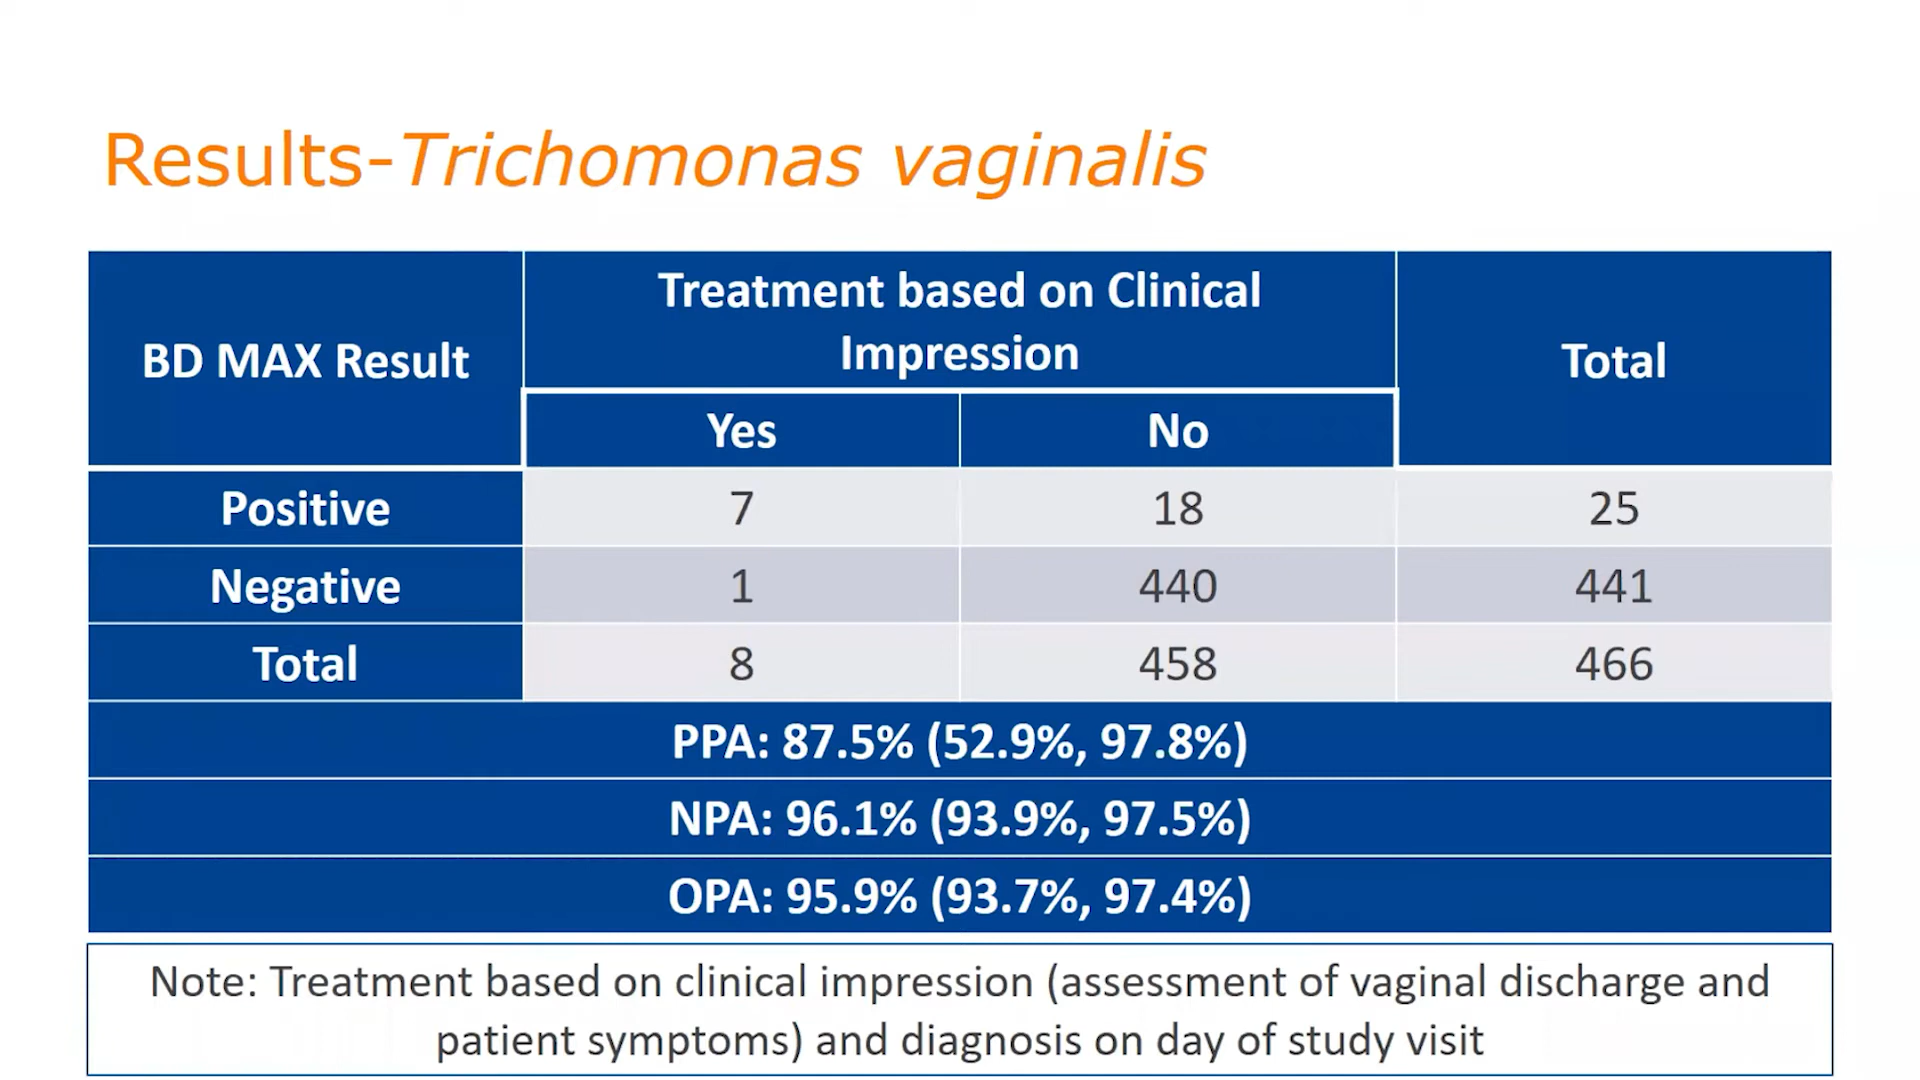 Results-Trichomonas vaginalis
BD MAX Result
Treatment based on Clinical
Impression
Total
Yes
No
Positive 7 18 25
Negative 1 440 441
Total 8 458 466
PPA: 87.5% (52.9%, 97.8%)
NPA: 96.1% (93.9%, 97.5%)
OPA: 95.9% (93.7%, 97.4%)
Note: Treatment based on clinical impression (assessment of vaginal discharge and
patient symptoms) and diagnosis on day of study visit